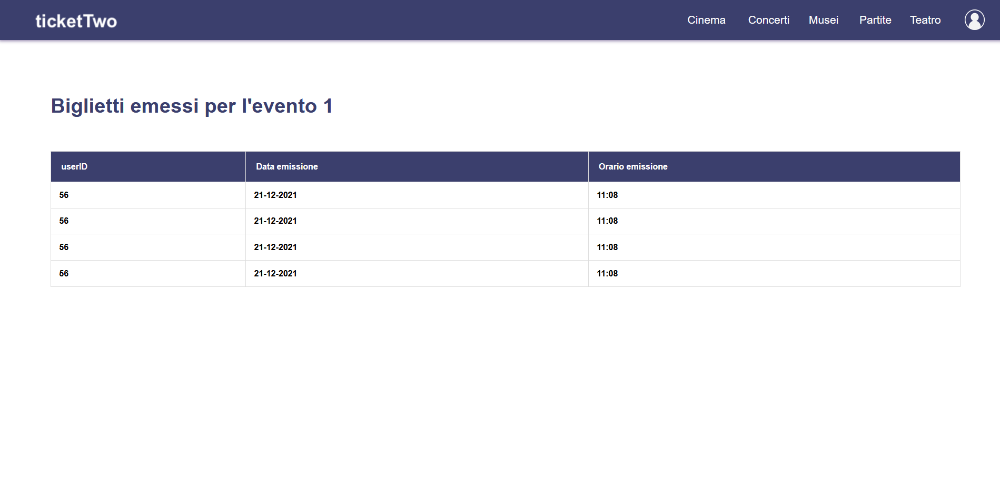 ticketTwo
Cinema Concerti Musei Partite Teatro
Biglietti emessi per l'evento 1
userID Data emissione Orario emissione
56 21-12-2021 11:08
56 21-12-2021 11:08
56 21-12-2021 11:08
56 21-12-2021 11:08